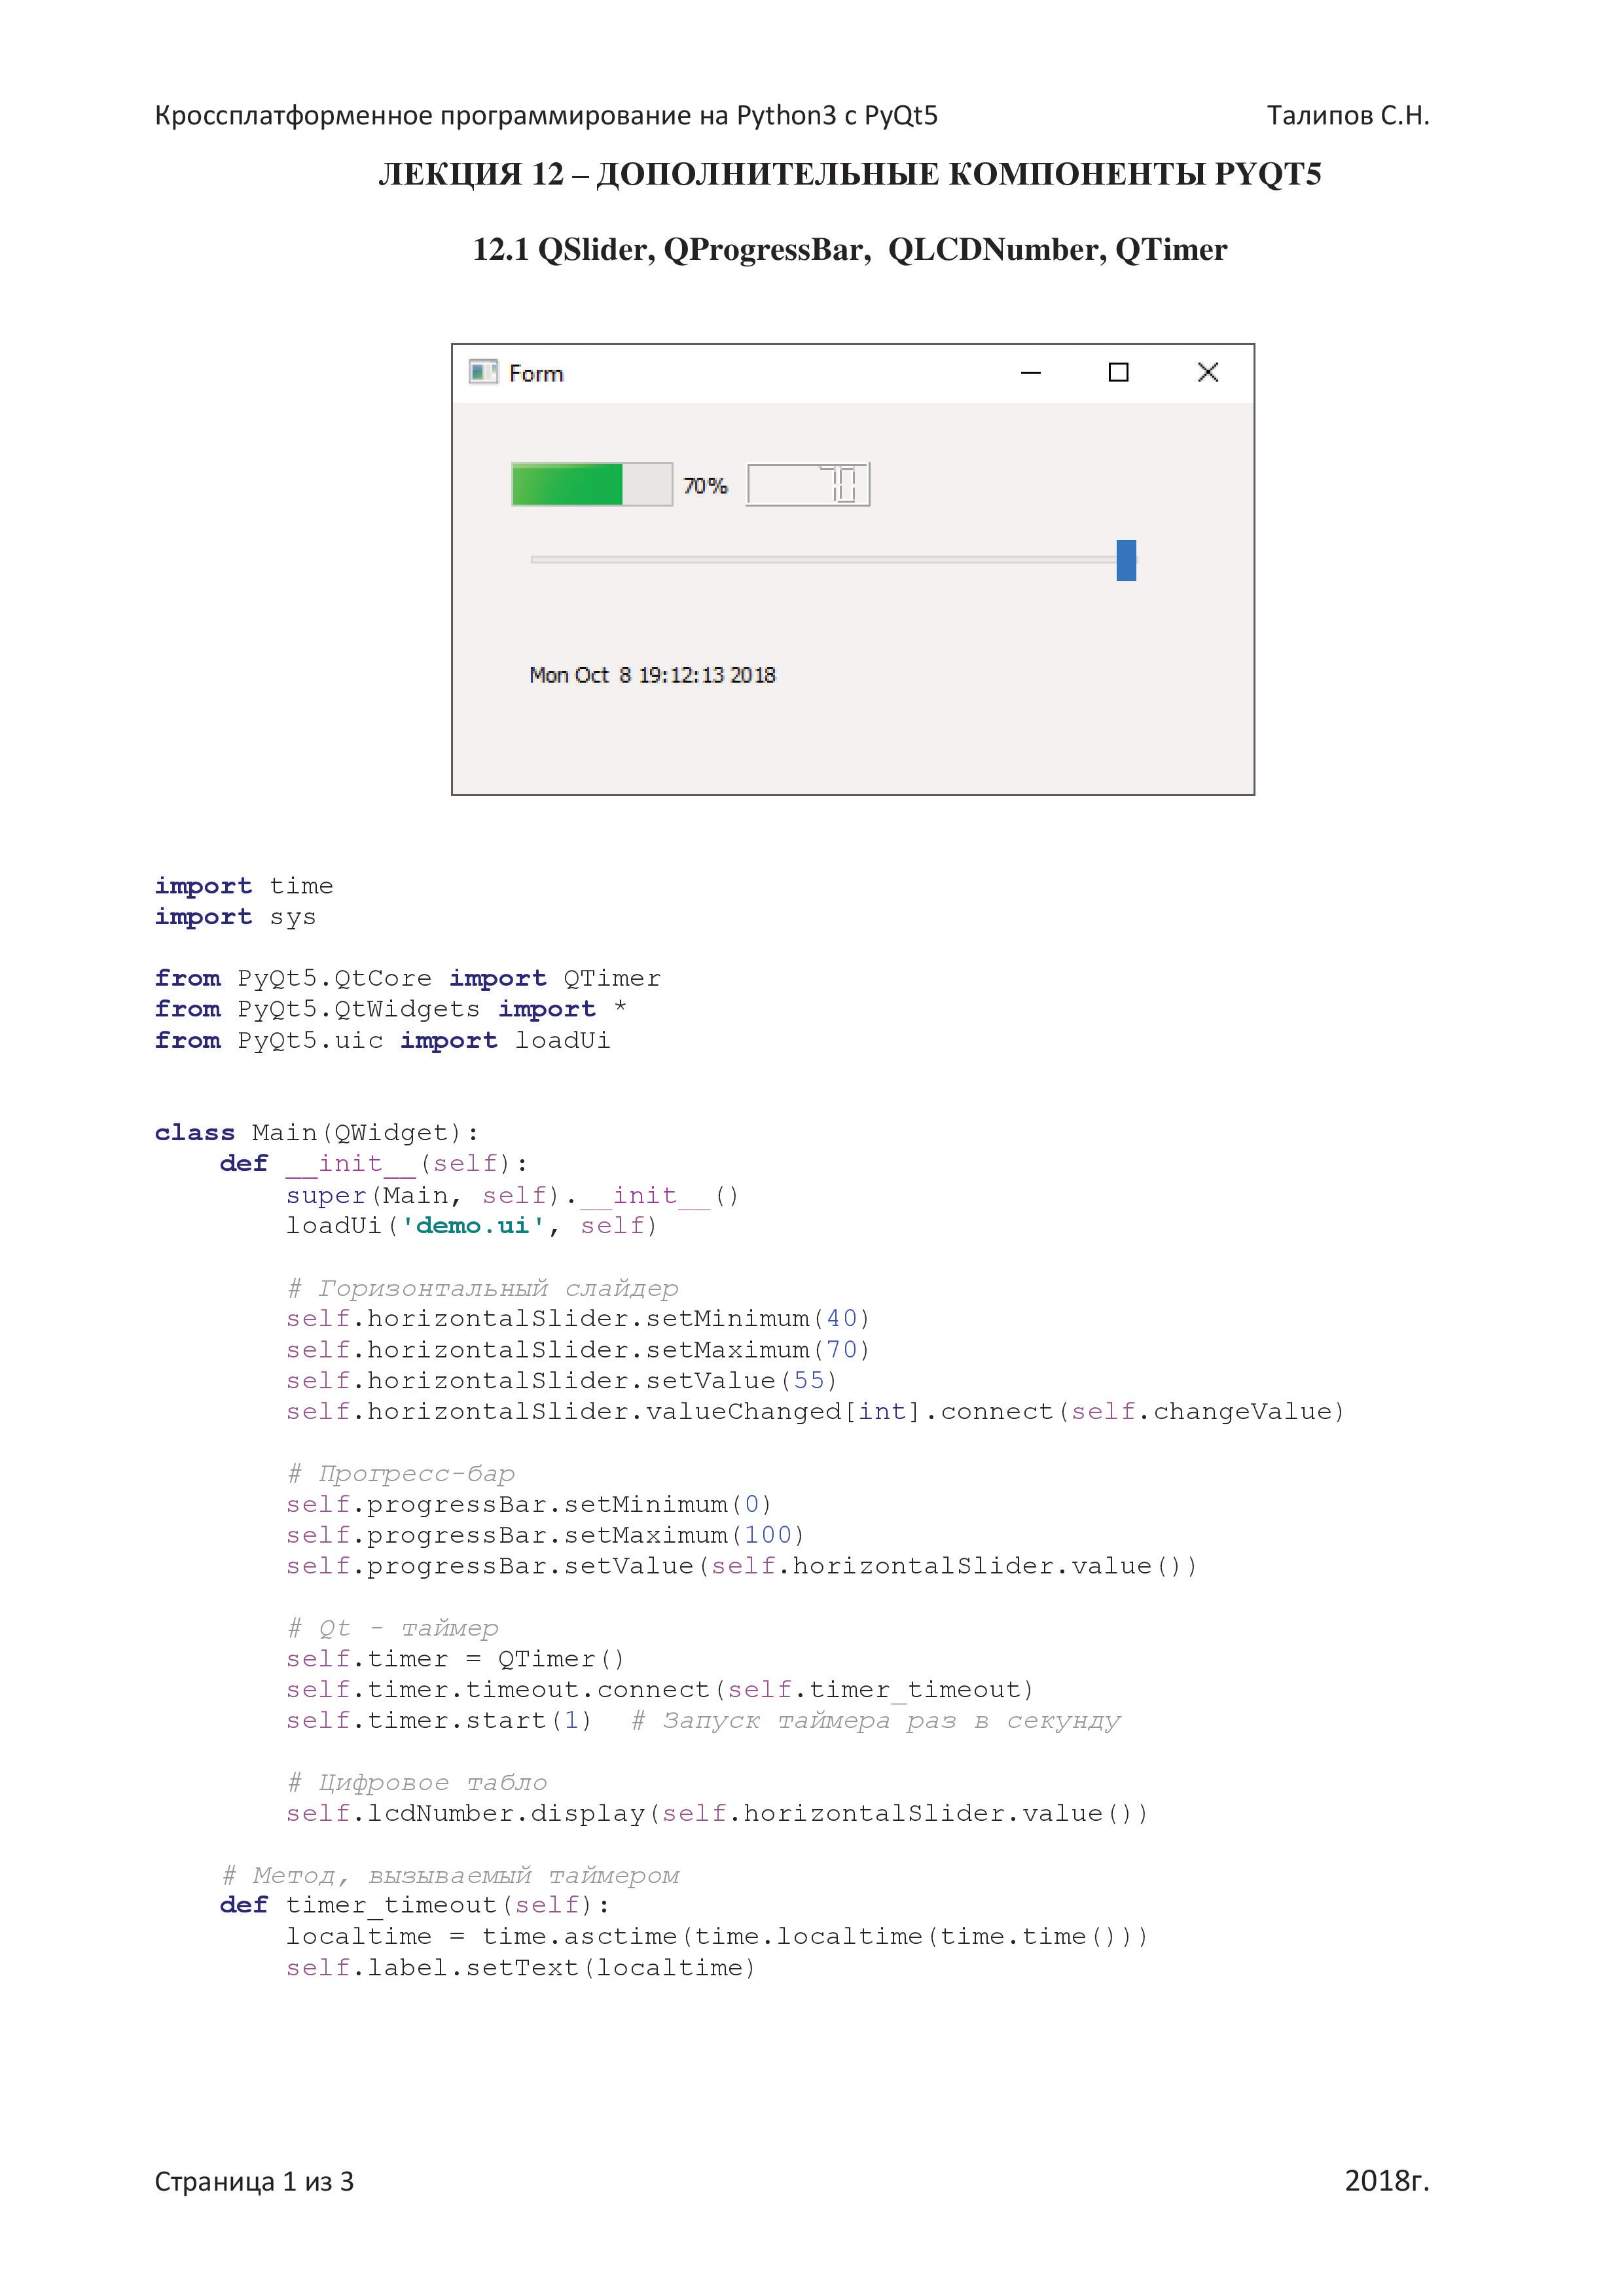 Кроссплатформенное программирование на Python3 с PyQt5 Талипов С.Н.
ЛЕКЦИЯ 12 – ДОПОЛНИТЕЛЬНЫЕ КОМПОНЕНТЫ PYQT5
12.1 QSlider, QProgressBar, QLCDNumber, QTimer
Form
70% 70
Mon Oct  8 19:12:13 2018
import time
import sys
from PyQt5.QtCore import QTimer
from PyQt5.QtWidgets import *
from PyQt5.uic import loadUi
class Main(QWidget):
    def __init__(self):
        super(Main, self).__init__()
        loadUi('demo.ui', self)
        # Горизонтальный слайдер
        self.horizontalSlider.setMinimum(40)
        self.horizontalSlider.setMaximum(70)
        self.horizontalSlider.setValue(55)
        self.horizontalSlider.valueChanged[int].connect(self.changeValue)
        # Прогресс-бар
        self.progressBar.setMinimum(0)
        self.progressBar.setMaximum(100)
        self.progressBar.setValue(self.horizontalSlider.value())
        # Qt - таймер
        self.timer = QTimer()
        self.timer.timeout.connect(self.timer_timeout)
        self.timer.start(1)  # Запуск таймера раз в секунду
        # Цифровое табло
        self.lcdNumber.display(self.horizontalSlider.value())
    # Метод, вызываемый таймером
    def timer_timeout(self):
        localtime = time.asctime(time.localtime(time.time()))
        self.label.setText(localtime)
Страница 1 из 3 2018г.